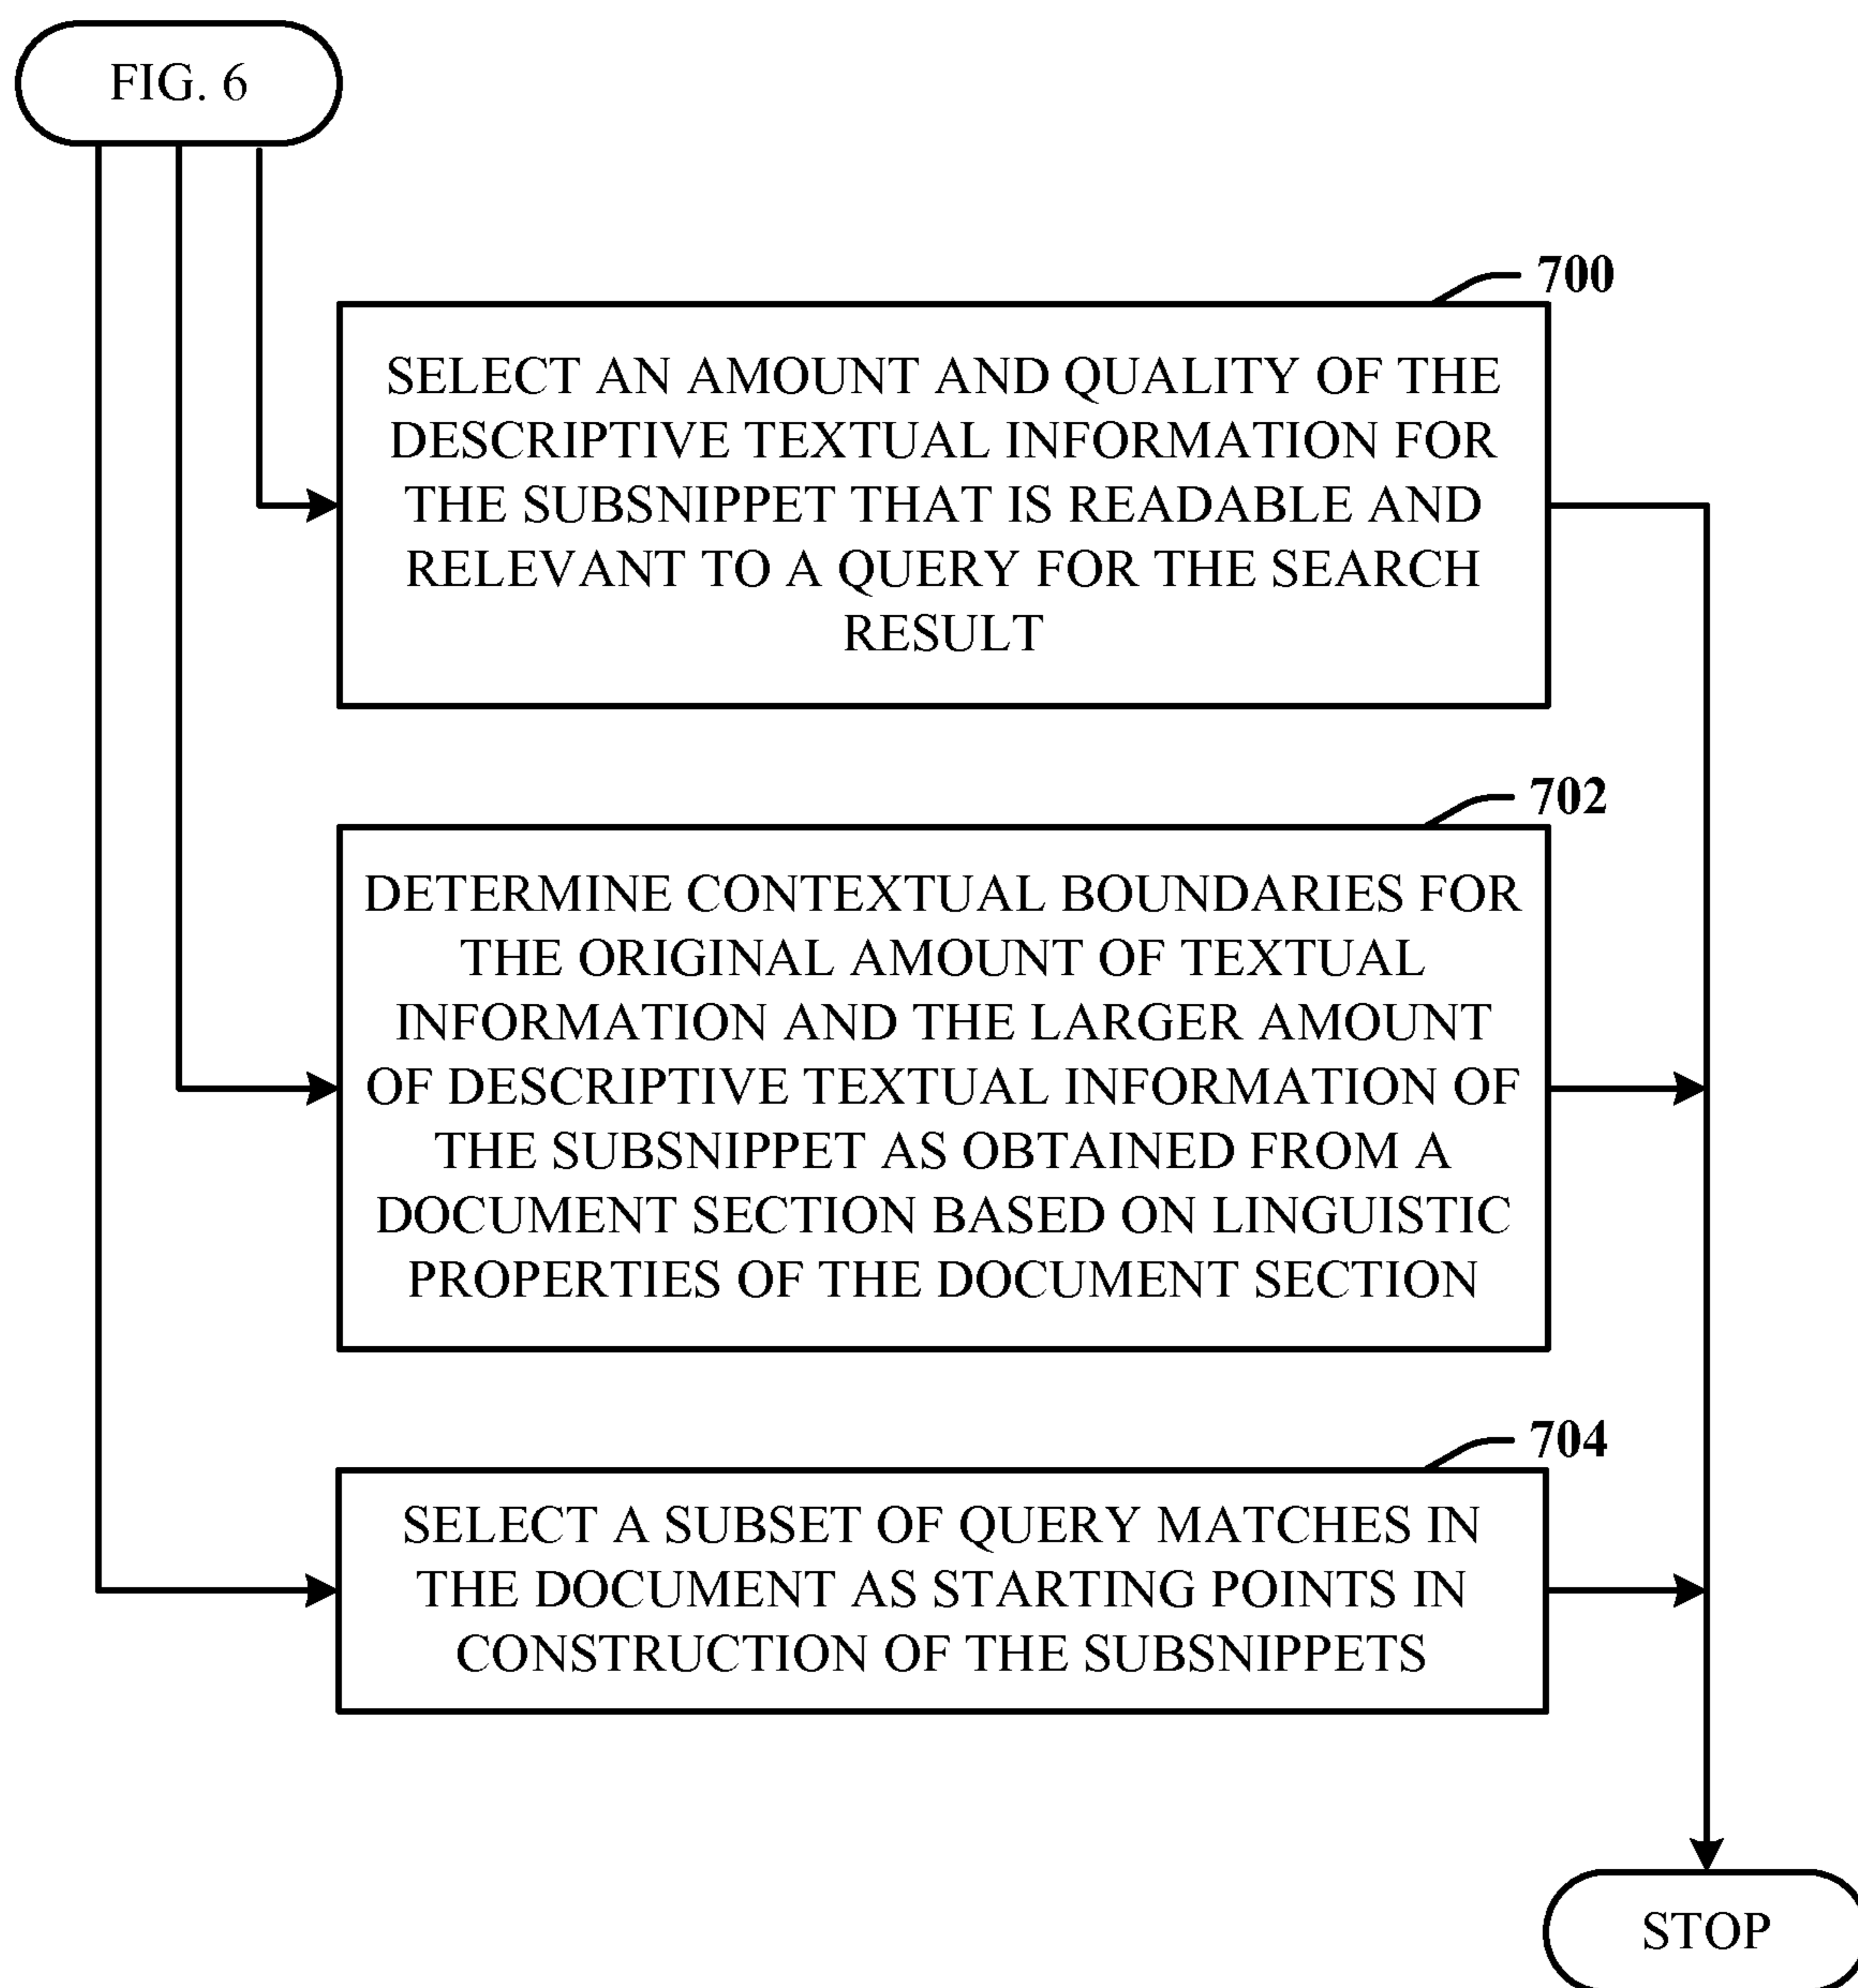 FIG. 6
700
SELECT AN AMOUNT AND QUALITY OF THE
DESCRIPTIVE TEXTUAL INFORMATION FOR
THE SUBSNIPPET THAT IS READABLE AND
RELEVANT TO A QUERY FOR THE SEARCH
RESULT
702
DETERMINE CONTEXTUAL BOUNDARIES FOR
THE ORIGINAL AMOUNT OF TEXTUAL
INFORMATION AND THE LARGER AMOUNT
OF DESCRIPTIVE TEXTUAL INFORMATION OF
THE SUBSNIPPET AS OBTAINED FROM A
DOCUMENT SECTION BASED ON LINGUISTIC
PROPERTIES OF THE DOCUMENT SECTION
704
SELECT A SUBSET OF QUERY MATCHES IN
THE DOCUMENT AS STARTING POINTS IN
CONSTRUCTION OF THE SUBSNIPPETS
STOP